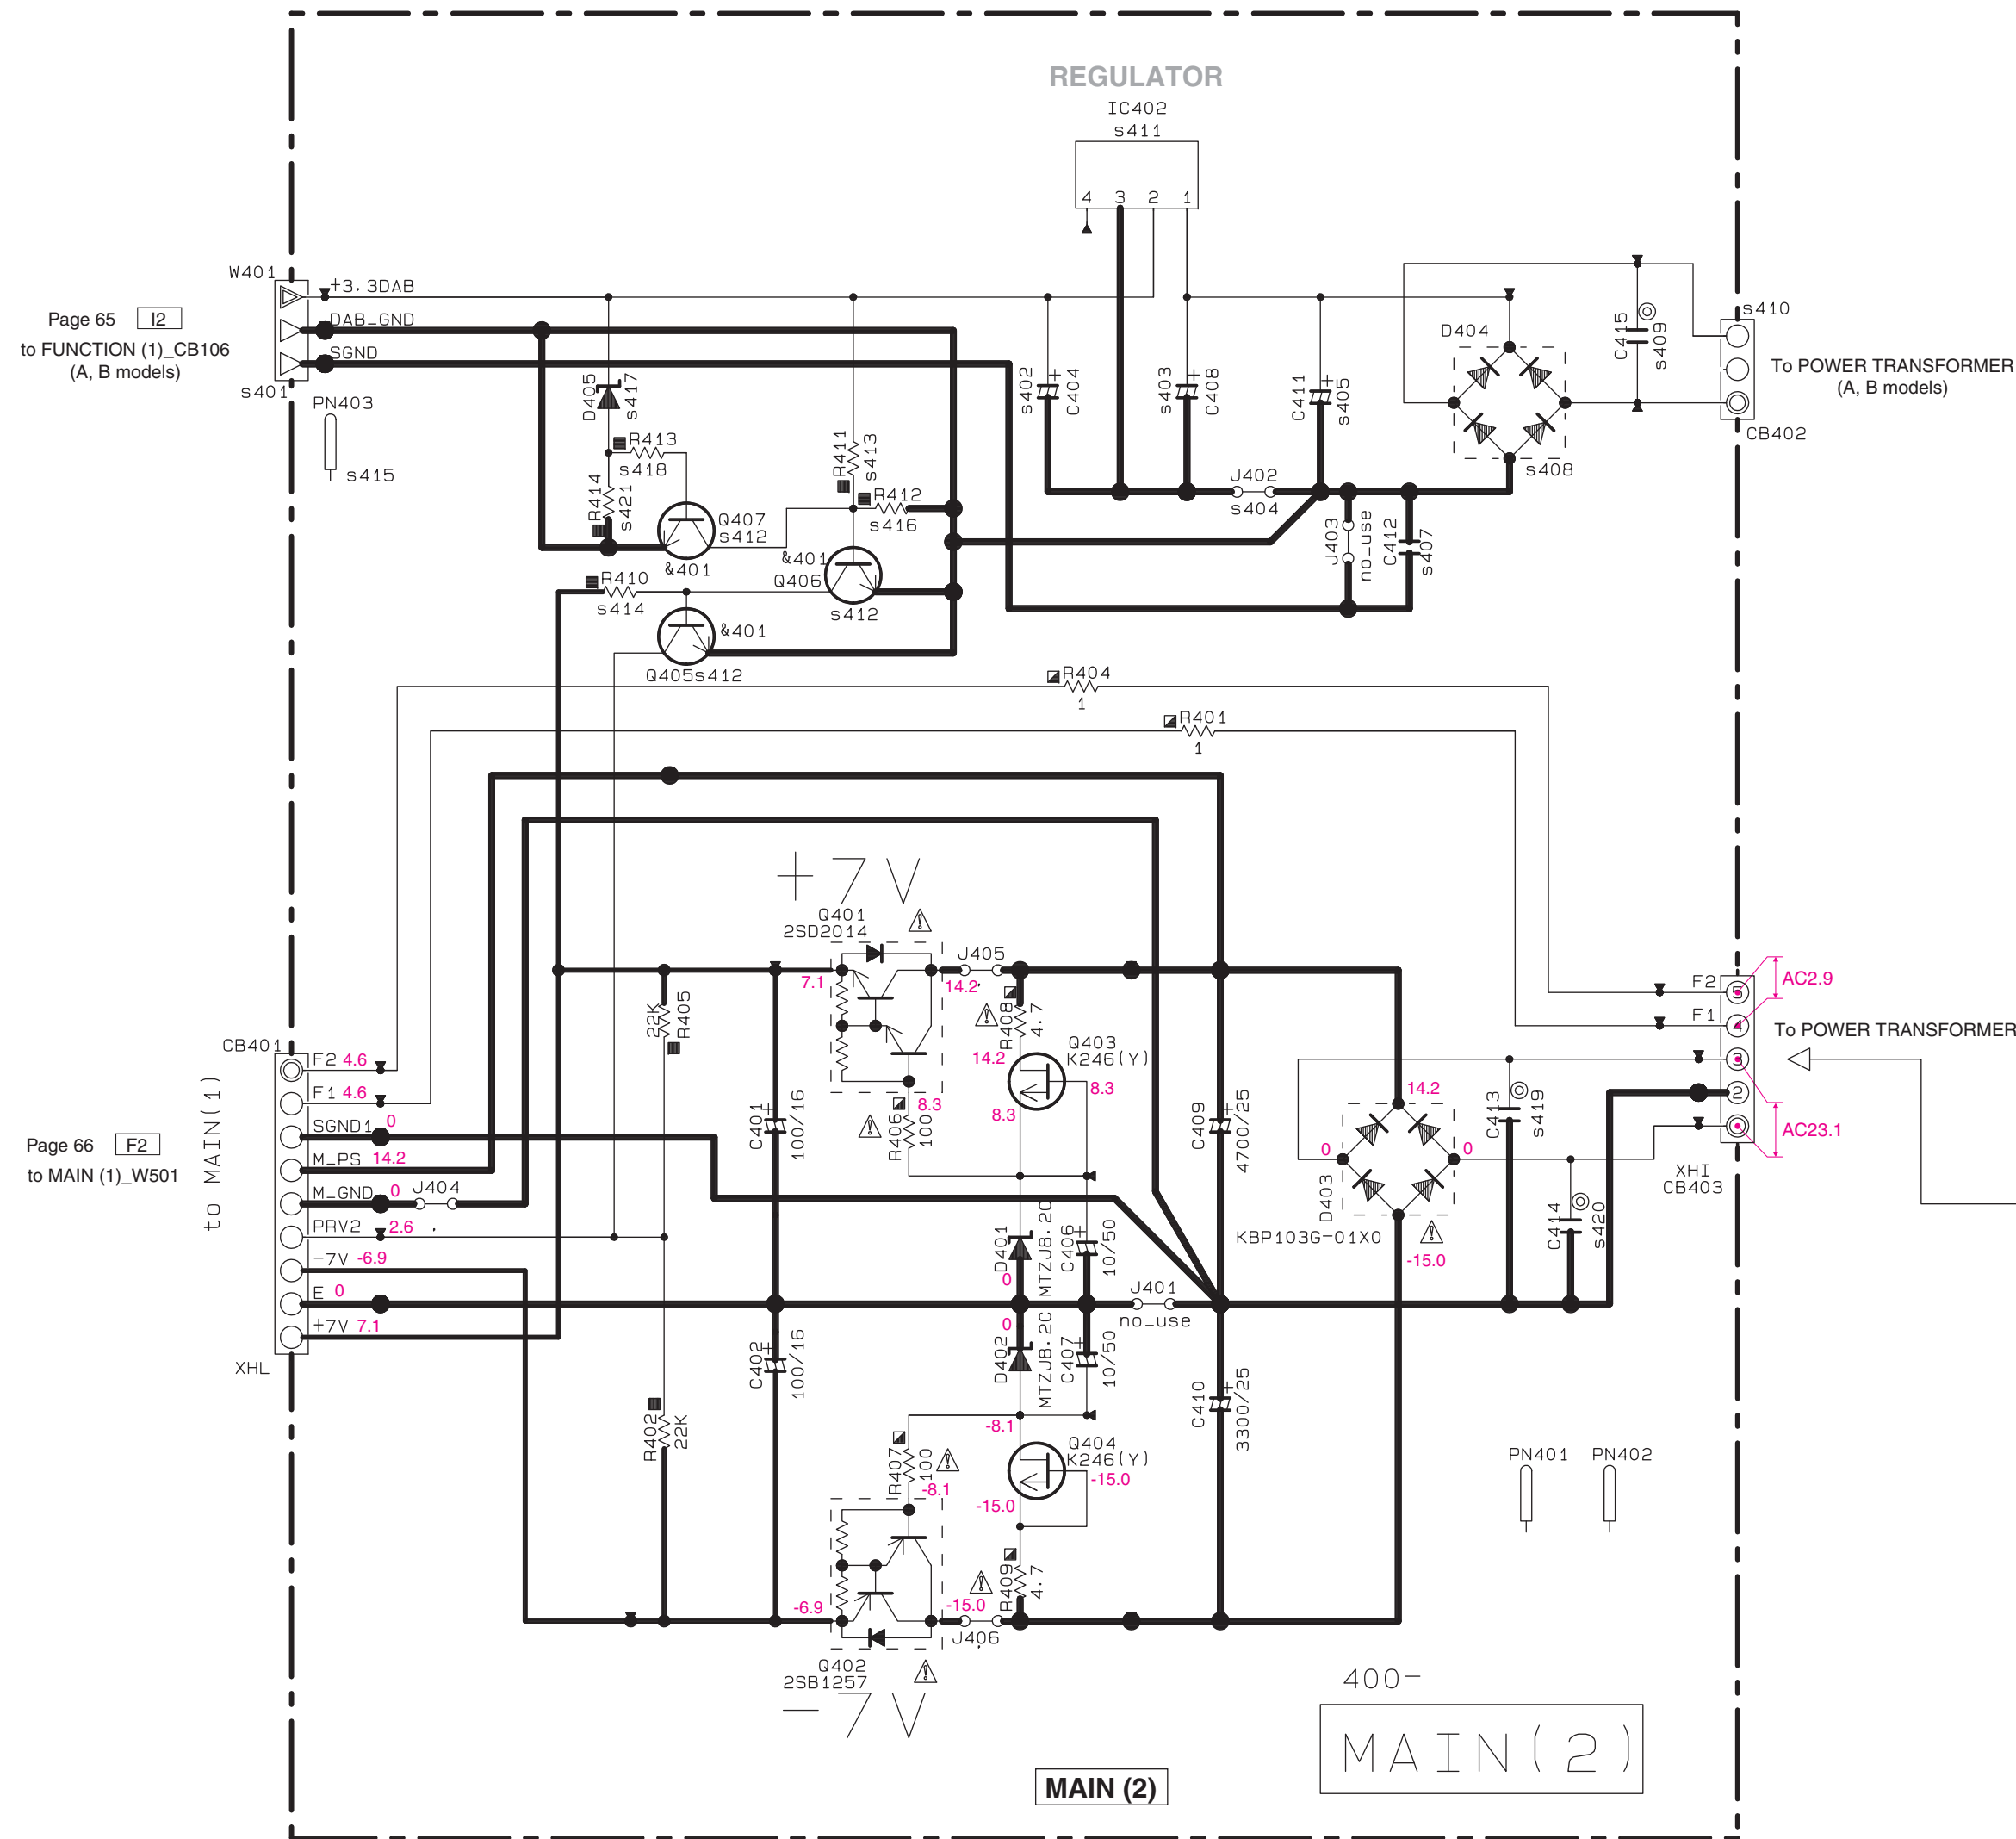 REGULATOR
IC402
s411
4 3 2 1
W401
+3.3DAB
DAB_GND
SGND
s401
Page 65 I2
to FUNCTION (1)_CB106
(A, B models)
PN403
s415
D405
s417
R413
s418
R414
s421
Q407
s412
&401
R411
s413
R412
s416
&401
Q406
s412
R410
s414
&401
Q405s412
s402
C404
s403
C408
C411
s405
J402
s404
J403
no_use
C412
s407
D404
s408
C415
s409
s410
CB402
To POWER TRANSFORMER
(A, B models)
R404
1
R401
1
+7V
Q401
2SD2014
7.1
14.2
J405
R408
4.7
14.2
Q403
K246(Y)
8.3
8.3
8.3
R406
100
22K
R405
C401
100/16
C409
4700/25
14.2
0
0
D403
KBP103G-01X0
-15.0
C413
s419
C414
s420
F2
5
AC2.9
F1
4
To POWER TRANSFORMER
3
2
AC23.1
XHI
CB403
CB401
to MAIN(1)
F2 4.6
F1 4.6
SGND1 0
M_PS 14.2
M_GND 0
J404
PRV2 2.6
-7V -6.9
E 0
+7V 7.1
XHL
Page 66 F2
to MAIN (1)_W501
D401
MTZJ8.2C
0
C406
10/50
J401
no_use
0
D402
MTZJ8.2C
C407
10/50
C402
100/16
C410
3300/25
R402
22K
-8.1
Q404
K246(Y)
-15.0
-15.0
R407
100
-8.1
R409
4.7
-6.9
-15.0
J406
Q402
2SB1257
-7V
PN401
PN402
400-
MAIN(2)
MAIN (2)